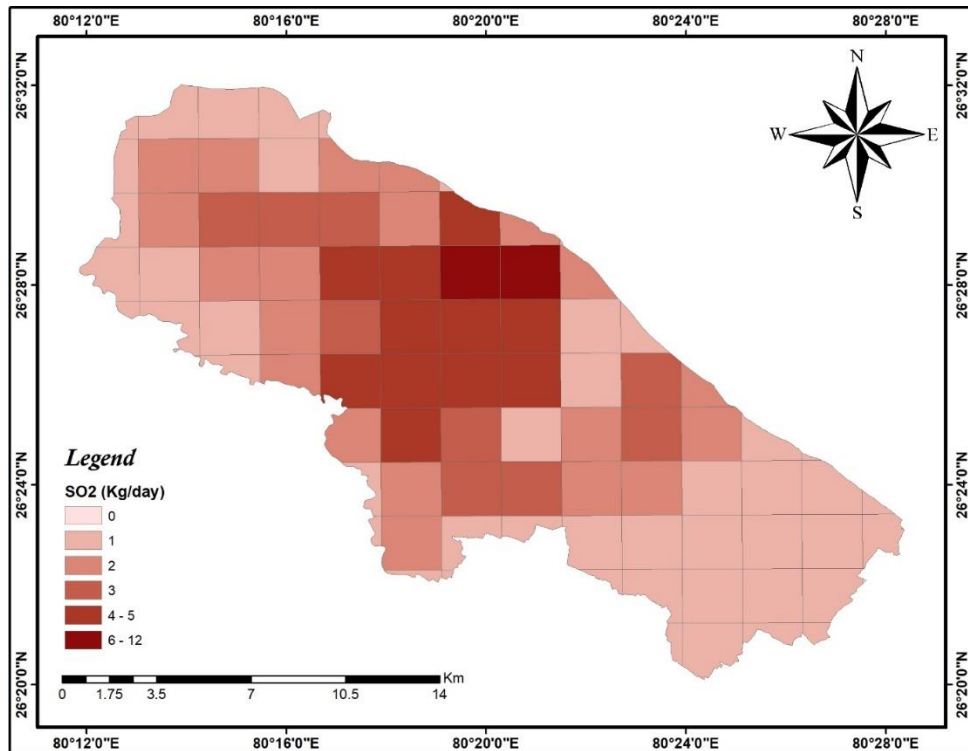 80°12'0"E 80°16'0"E 80°20'0"E 80°24'0"E 80°28'0"E
26°32'0"N 26°32'0"N
N
W E
S
26°28'0"N 26°28'0"N
26°24'0"N 26°24'0"N
Legend
SO2 (Kg/day)
0
1
2
3
4 - 5
6 - 12
26°20'0"N 26°20'0"N
Km
0 1.75 3.5 7 10.5 14
80°12'0"E 80°16'0"E 80°20'0"E 80°24'0"E 80°28'0"E